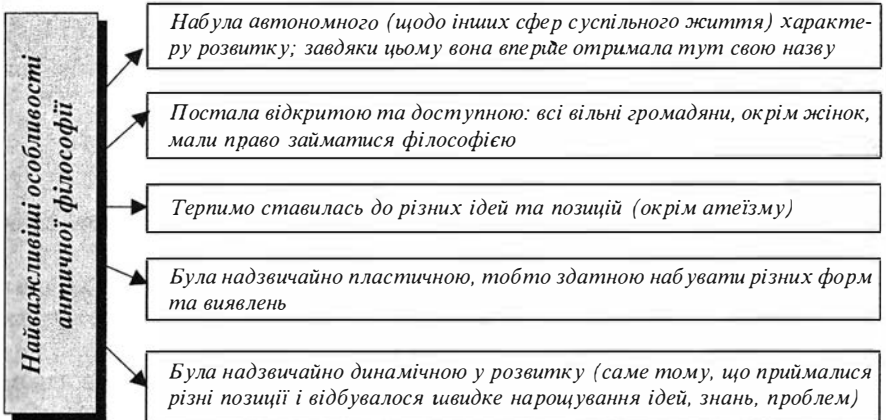 Найважливіші особливості
античної філософії
Набула автономного (щодо інших сфер суспільного життя) характе-
ру розвитку; завдяки цьому вона вперше отримала тут свою назву
Постала відкритою та доступною: всі вільні громадяни, окрім жінок,
мали право займатися філософією
Терпимо ставилась до різних ідей та позицій (окрім атеїзму)
Була надзвичайно пластичною, тобто здатною набувати різних форм
та виявлень
Була надзвичайно динамічною у розвитку (саме тому, що приймалися
різні позиції і відбувалося швидке нарощування ідей, знань, проблем)